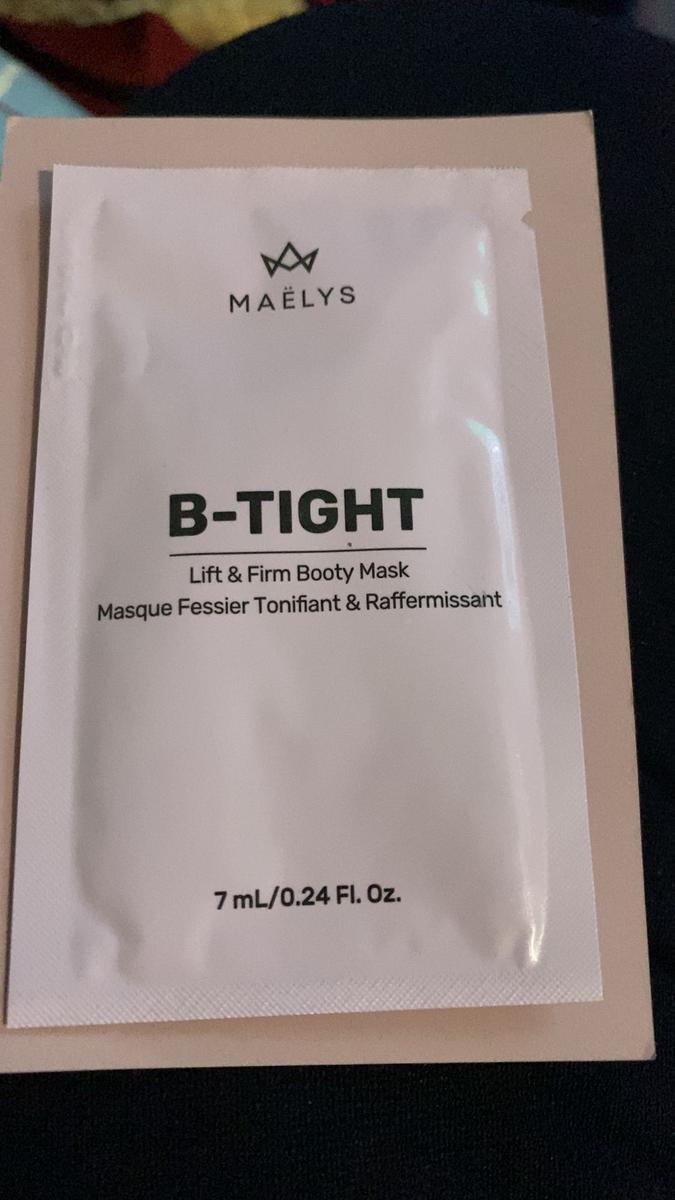 MAËLYS
B-TIGHT
Lift & Firm Booty Mask
Masque Fessier Tonifiant & Raffermissant
7 mL/0.24 Fl. Oz.